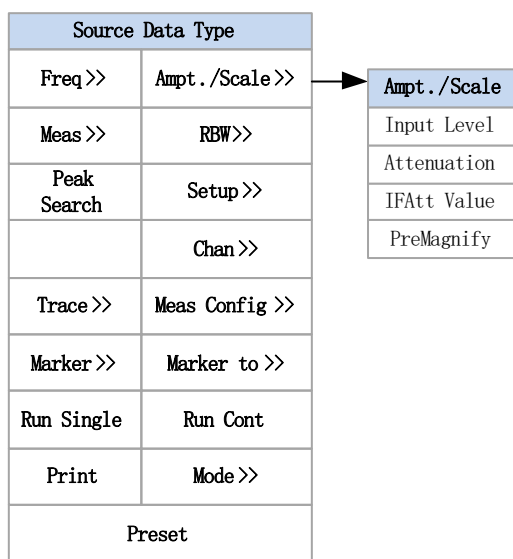 Source Data Type
Freq>> Ampt./Scale>>
Meas>> RBW>>
Peak
Search
Setup>>
Chan>>
Trace>> Meas Config >>
Marker>> Marker to >>
Run Single Run Cont
Print Mode>>
Preset
Ampt./Scale
Input Level
Attenuation
IFAtt Value
PreMagnify